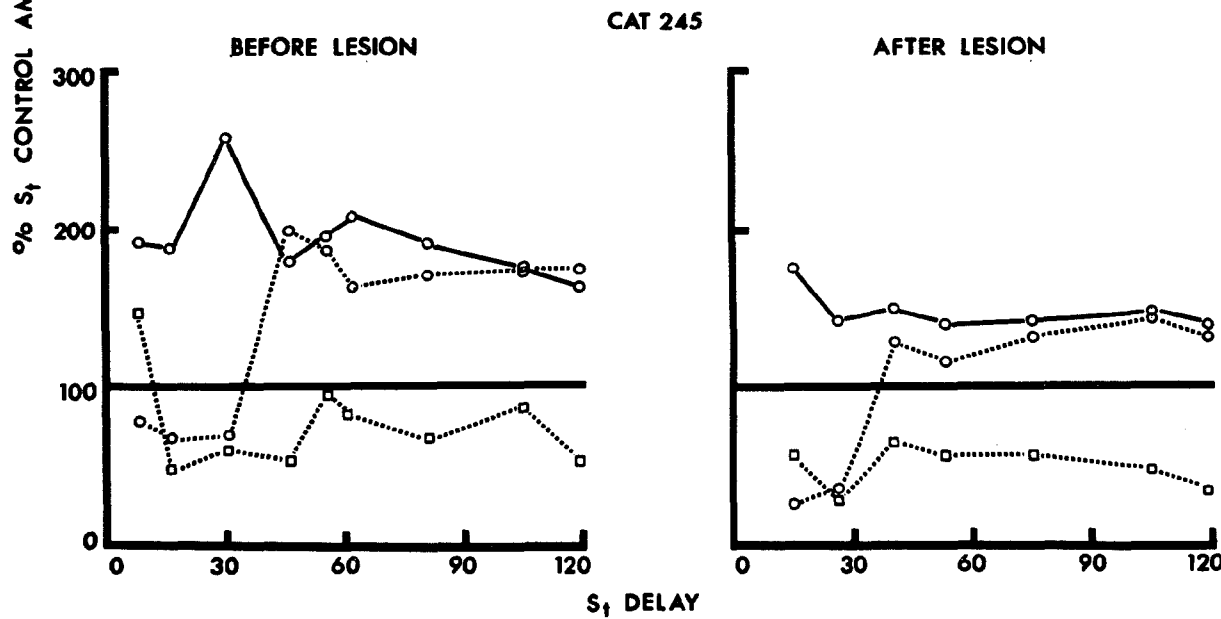 CAT 245
BEFORE LESION
AFTER LESION
% St CONTROL
300
200
100
0
0 30 60 90 120
0 30 60 90 120
St DELAY